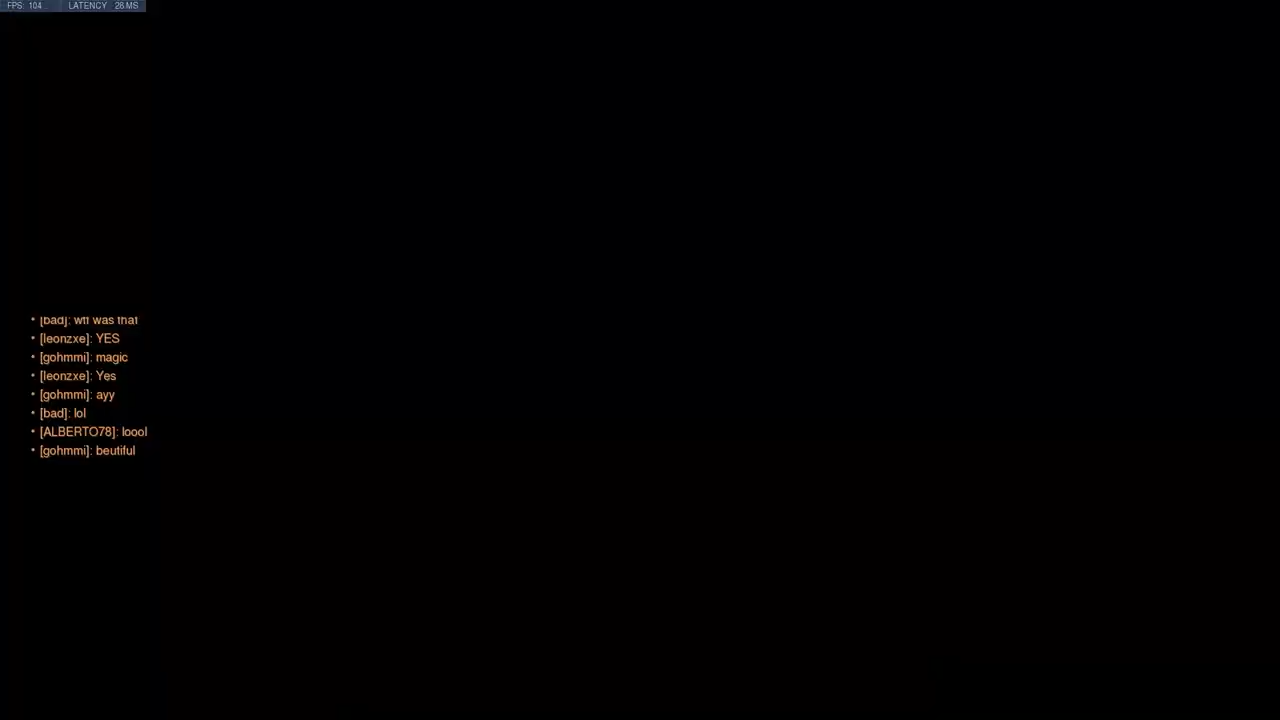 FPS: 104 LATENCY 26 MS
• [bad]: wtf was that
• [leonzxe]: YES
• [gohmmi]: magic
• [leonzxe]: Yes
• [gohmmi]: ayy
• [bad]: lol
• [ALBERTO78]: loool
• [gohmmi]: beutiful